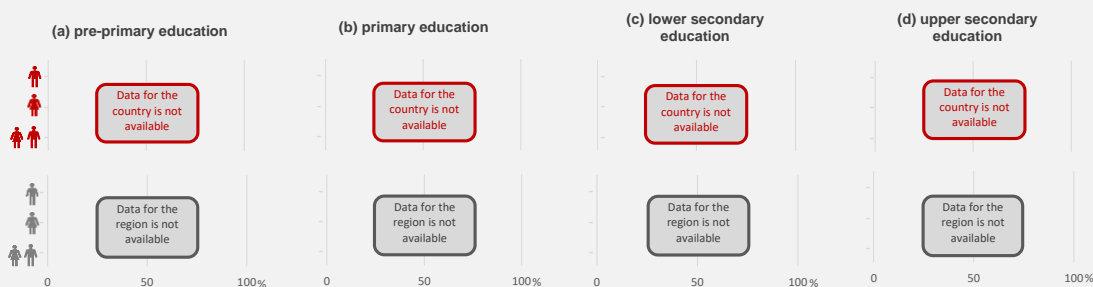 (a) pre-primary education
(b) primary education
(c) lower secondary
education
(d) upper secondary
education
Data for the
country is not
available
Data for the
country is not
available
Data for the
country is not
available
Data for the
country is not
available
Data for the
region is not
available
Data for the
region is not
available
Data for the
region is not
available
Data for the
region is not
available
0 50 100%
0 50 100%
0 50 100%
0 50 100%